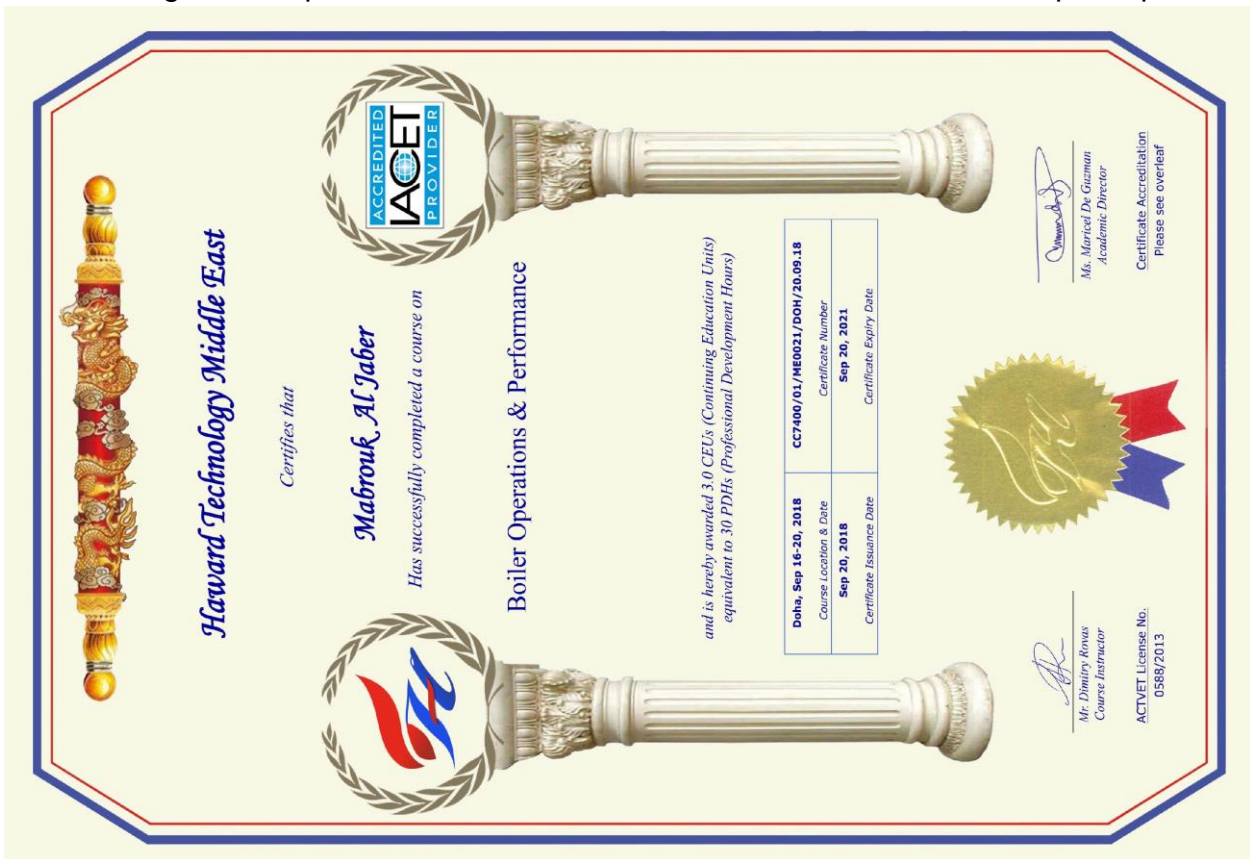 Haward Technology Middle East
Certifies that
Mabrouk Al Jaber
Has successfully completed a course on
ACCREDITED
IACET
PROVIDER
Boiler Operations & Performance
and is hereby awarded 3.0 CEUs (Continuing Education Units)
equivalent to 30 PDHs (Professional Development Hours)
Doha, Sep 16-20, 2018 CC7400/01/ME0021/DOH/20.09.18
Course Location & Date Certificate Number
Sep 20, 2018 Sep 20, 2021
Certificate Issuance Date Certificate Expiry Date
Mr. Dimitry Rovas
Course Instructor
Ms. Maricel De Guzman
Academic Director
ACTVET License No.
0588/2013
Certificate Accreditation
Please see overleaf